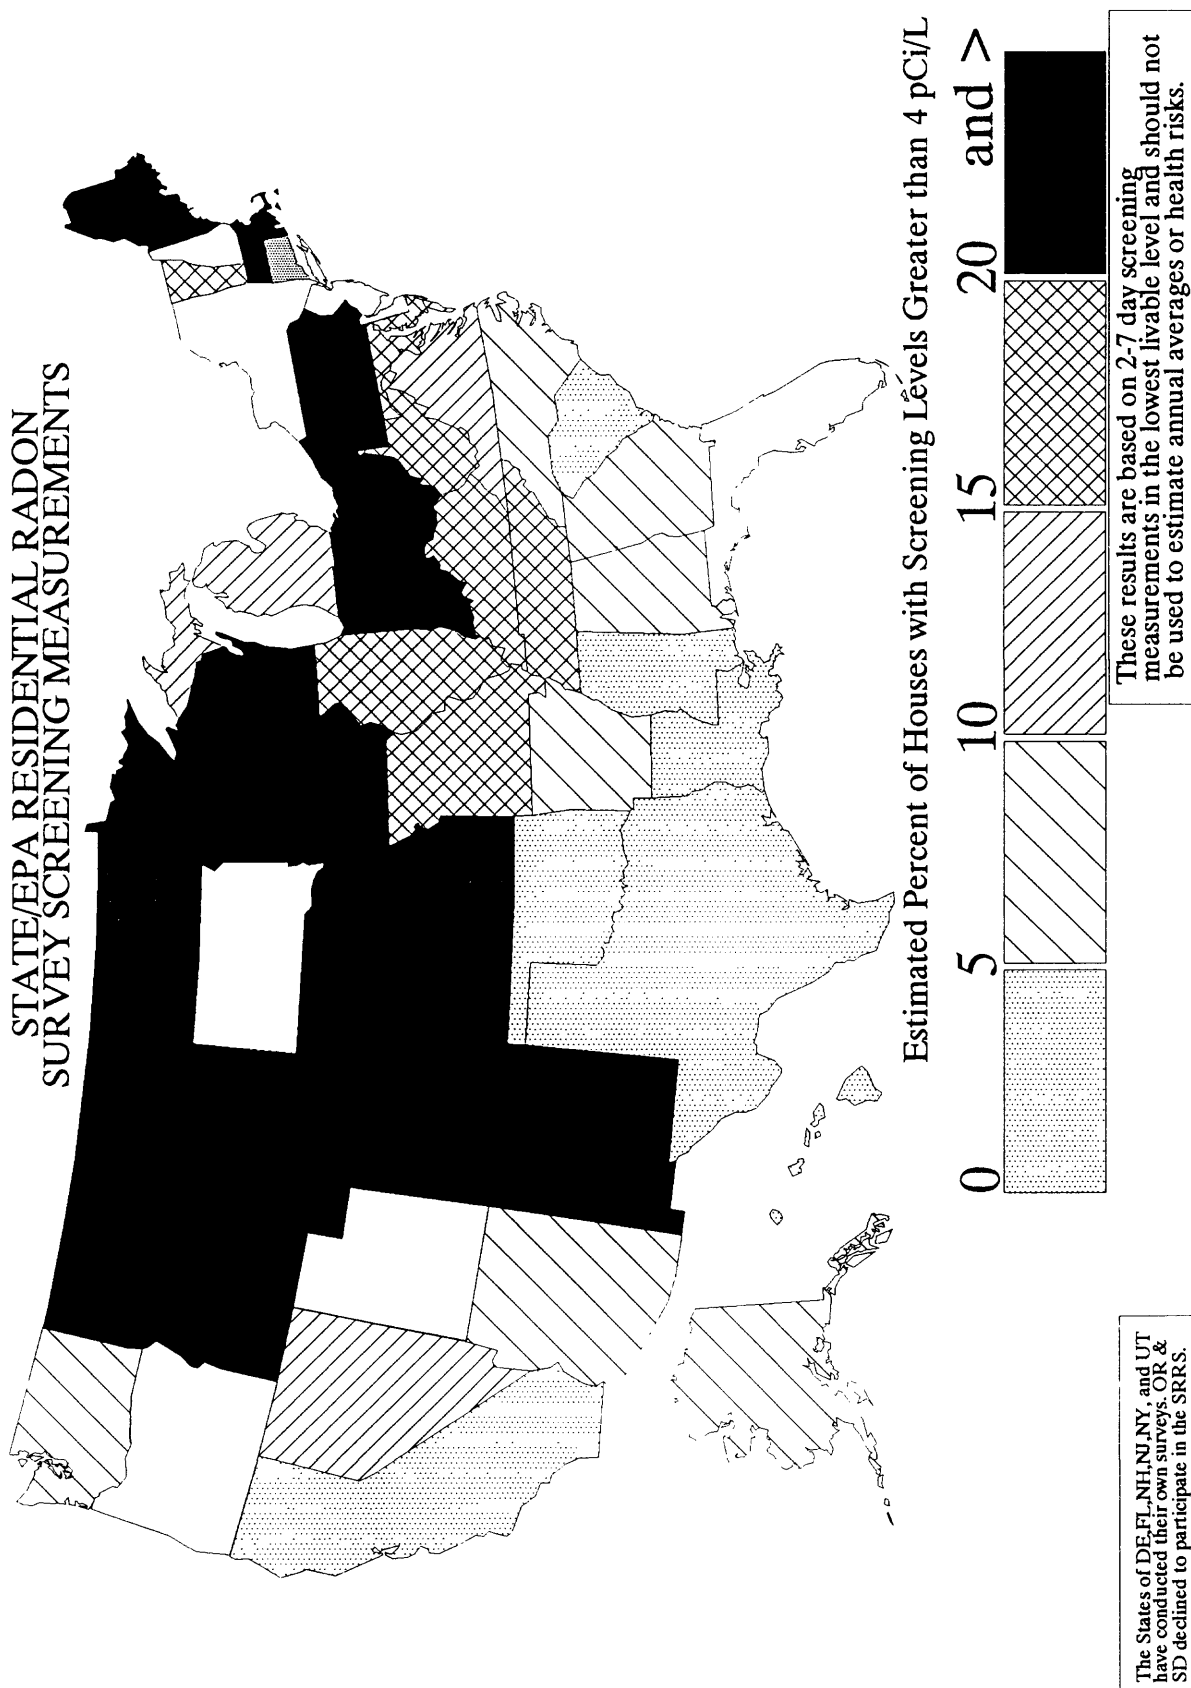 STATE/EPA RESIDENTIAL RADON
SURVEY SCREENING MEASUREMENTS
Estimated Percent of Houses with Screening Levels Greater than 4 pCi/L
0 5 10 15 20 and >
The States of DE,FL,NH,NJ,NY, and UT
have conducted their own surveys. OR &
SD declined to participate in the SRRS.
These results are based on 2-7 day screening
measurements in the lowest livable level and should not
be used to estimate annual averages or health risks.